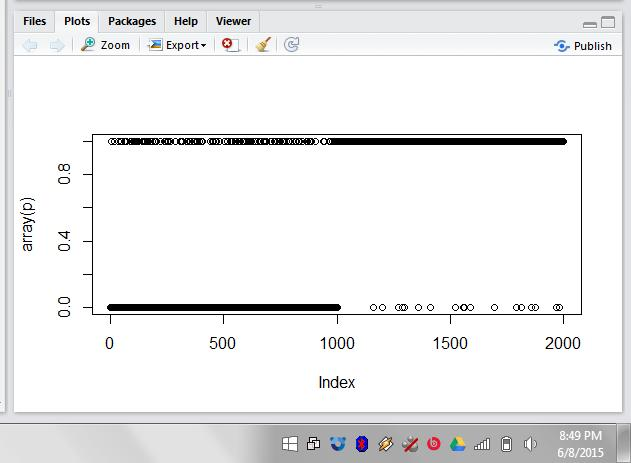 Files Plots Packages Help Viewer
Zoom Export Publish
array(p)
0.8
0.4
0.0
0 500 1000 1500 2000
Index
8:49 PM
6/8/2015